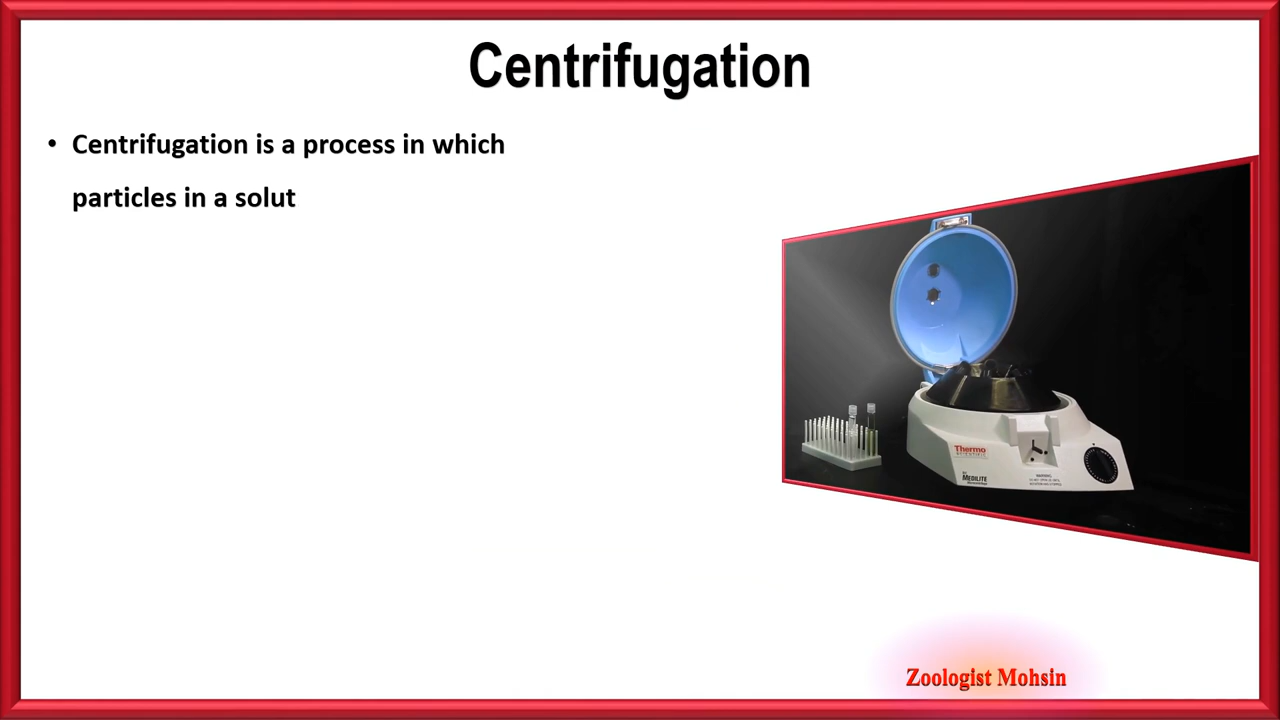 Centrifugation
• Centrifugation is a process in which
particles in a solut
Thermo
SCIENTIFIC
MEDILITE
Zoologist Mohsin